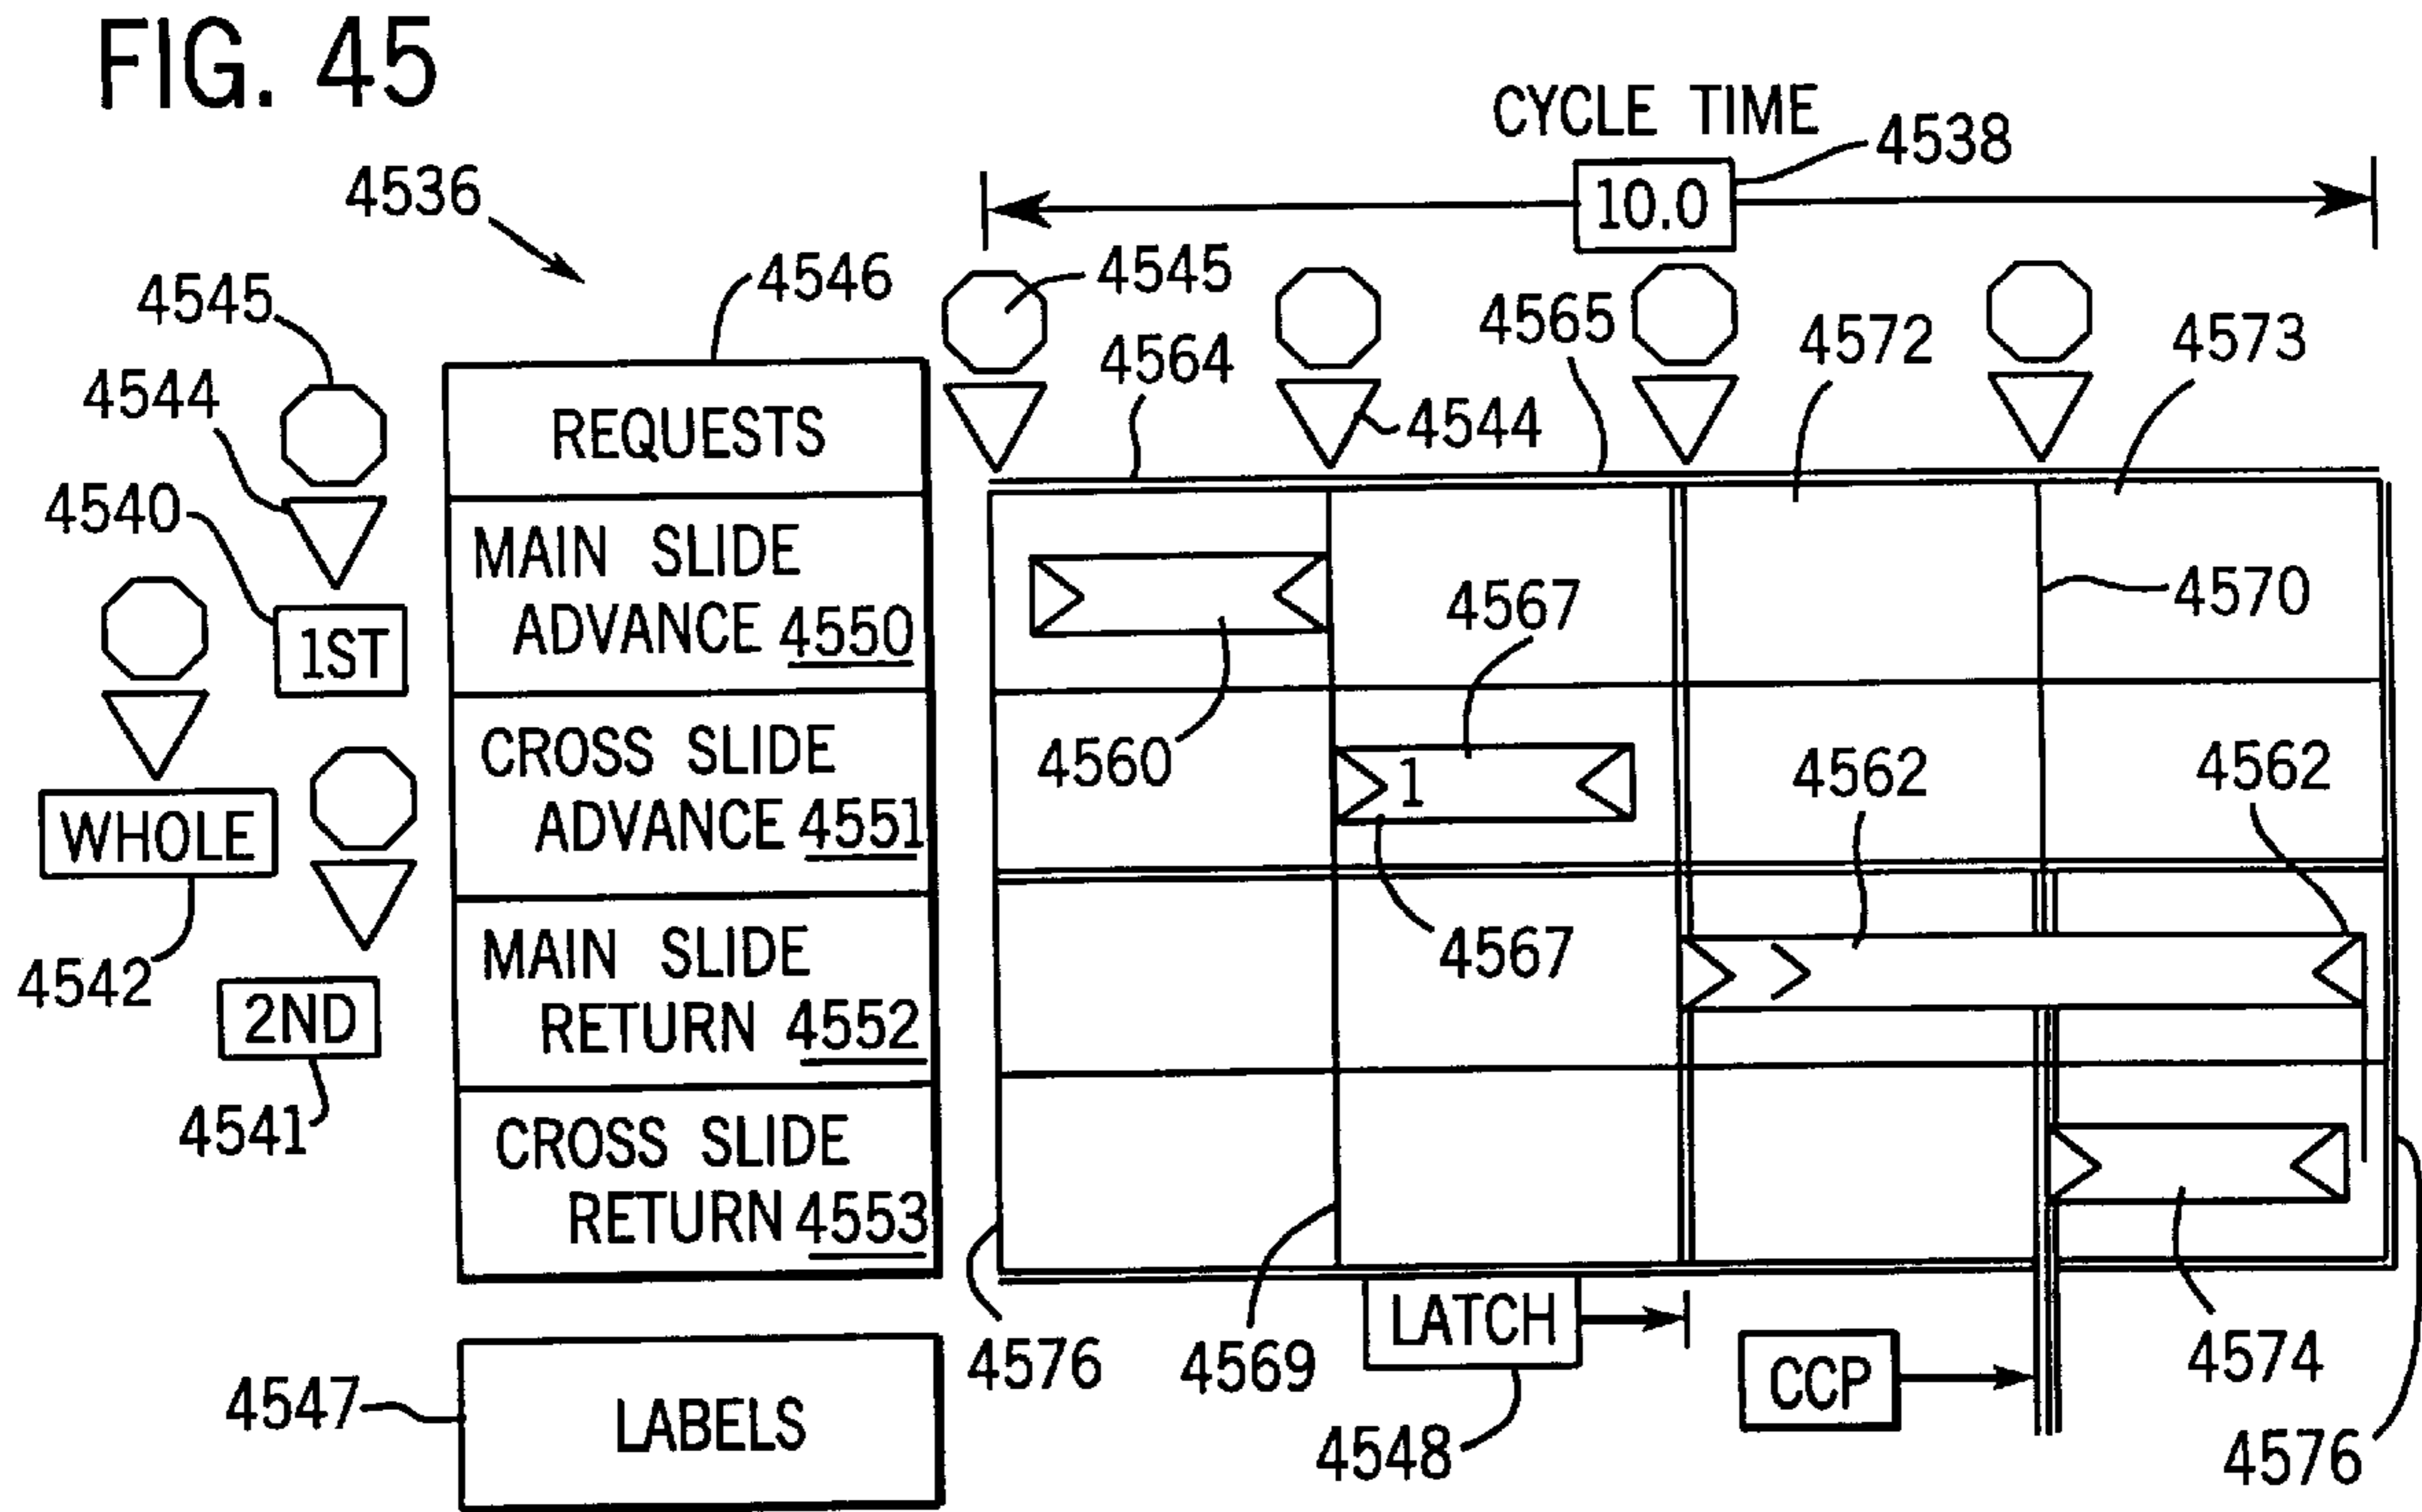 FIG. 45
CYCLE TIME
4538
10.0
4536
4546
4545
4545
4564
4565
4572
4573
4544
REQUESTS
4544
4540
MAIN SLIDE
ADVANCE 4550
4567
4570
1ST
CROSS SLIDE
ADVANCE 4551
4560
1
4562
4562
WHOLE
4542
MAIN SLIDE
RETURN 4552
4567
2ND
4541
CROSS SLIDE
RETURN 4553
LATCH
4576
4569
4574
CCP
4547
LABELS
4548
4576